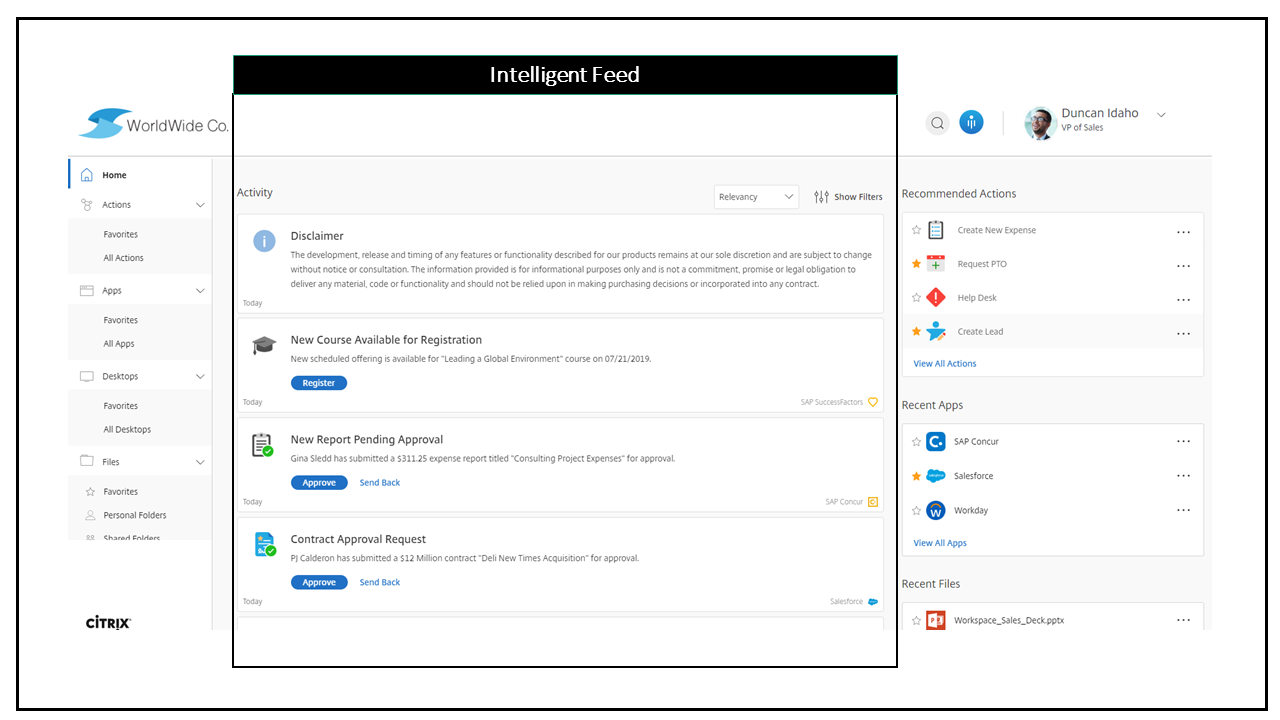 Intelligent Feed
WorldWide Co.
Duncan Idaho
VP of Sales
Home
Actions
Favorites
All Actions
Apps
Favorites
All Apps
Desktops
Favorites
All Desktops
Files
Favorites
Personal Folders
Shared Folders
CITRIX
Activity
Relevancy
Show Filters
Disclaimer
The development, release and timing of any features or functionality described for our products remains at our sole discretion and are subject to change
without notice or consultation. The information provided is for informational purposes only and is not a commitment, promise or legal obligation to
deliver any material, code or functionality and should not be relied upon in making purchasing decisions or incorporated into any contract.
Today
New Course Available for Registration
New scheduled offering is available for "Leading a Global Environment" course on 07/21/2019.
Register
Today
SAP SuccessFactors
New Report Pending Approval
Gina Sledd has submitted a $311.25 expense report titled "Consulting Project Expenses" for approval.
Approve Send Back
Today
SAP Concur
Contract Approval Request
PJ Calderon has submitted a $12 Million contract "Deli New Times Acquisition" for approval.
Approve Send Back
Today
Salesforce
Recommended Actions
Create New Expense
Request PTO
Help Desk
Create Lead
View All Actions
Recent Apps
SAP Concur
Salesforce
Workday
View All Apps
Recent Files
Workspace_Sales_Deck.pptx